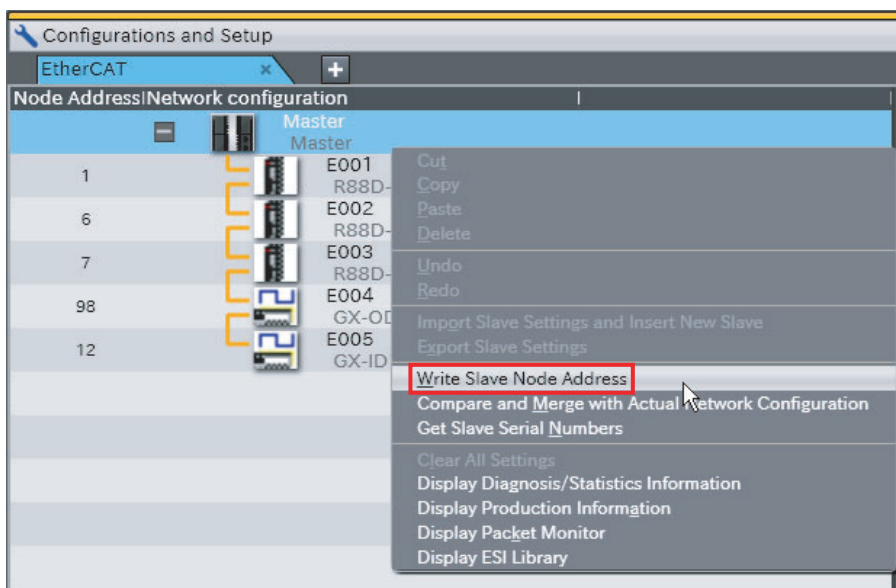 Configurations and Setup
EtherCAT × +
Node Address|Network configuration
Master
Master
1 E001
R88D-
6 E002
R88D-
7 E003
R88D-
98 E004
GX-OD
12 E005
GX-ID
Cut
Copy
Paste
Delete
Undo
Redo
Import Slave Settings and Insert New Slave
Export Slave Settings
Write Slave Node Address
Compare and Merge with Actual Network Configuration
Get Slave Serial Numbers
Clear All Settings
Display Diagnosis/Statistics Information
Display Production Information
Display Packet Monitor
Display ESI Library